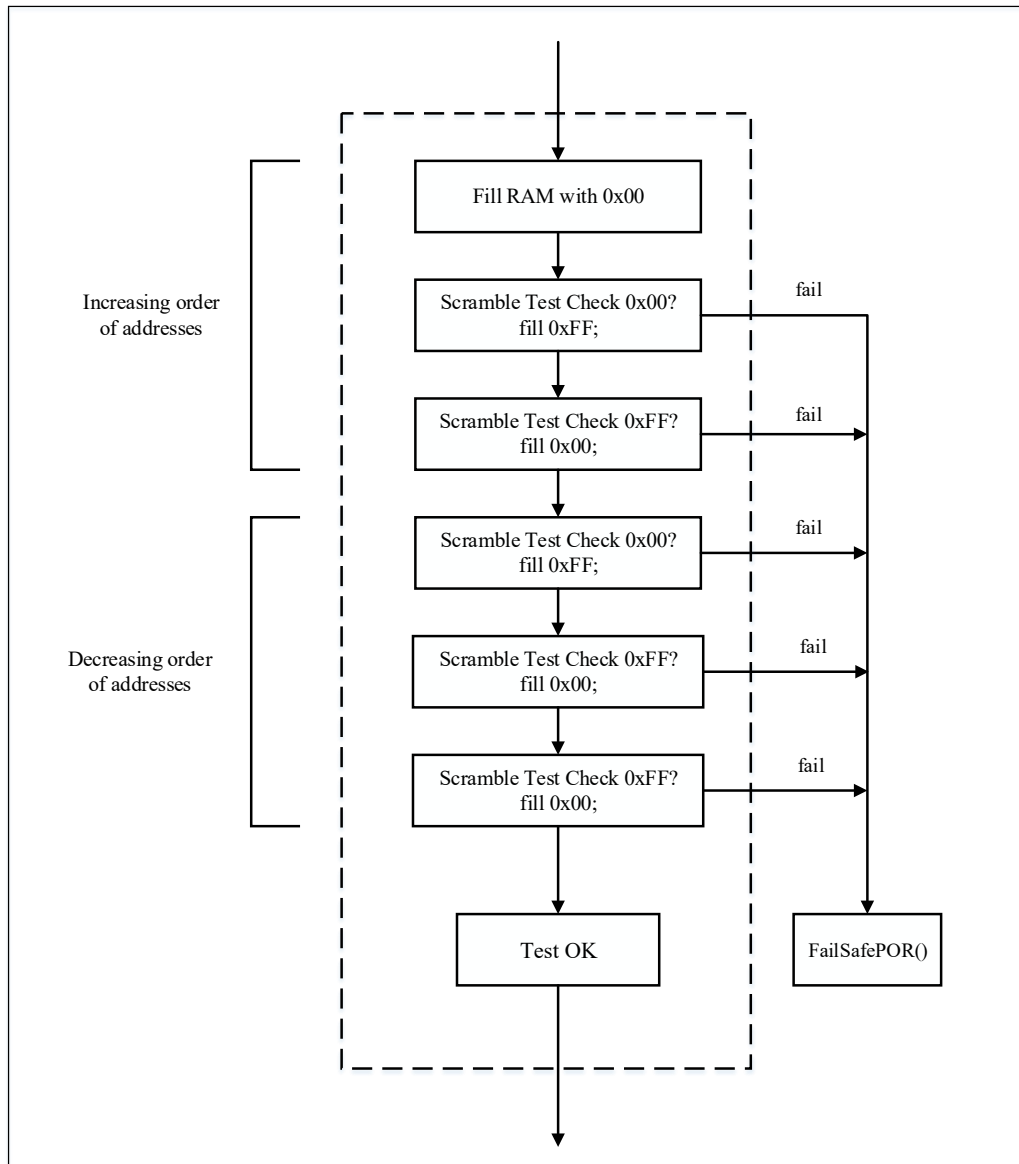 Fill RAM with 0x00
Increasing order
of addresses
Scramble Test Check 0x00?
fill 0xFF;
fail
Scramble Test Check 0xFF?
fill 0x00;
fail
Decreasing order
of addresses
Scramble Test Check 0x00?
fill 0xFF;
fail
Scramble Test Check 0xFF?
fill 0x00;
fail
Scramble Test Check 0xFF?
fill 0x00;
fail
Test OK
FailSafePOR()